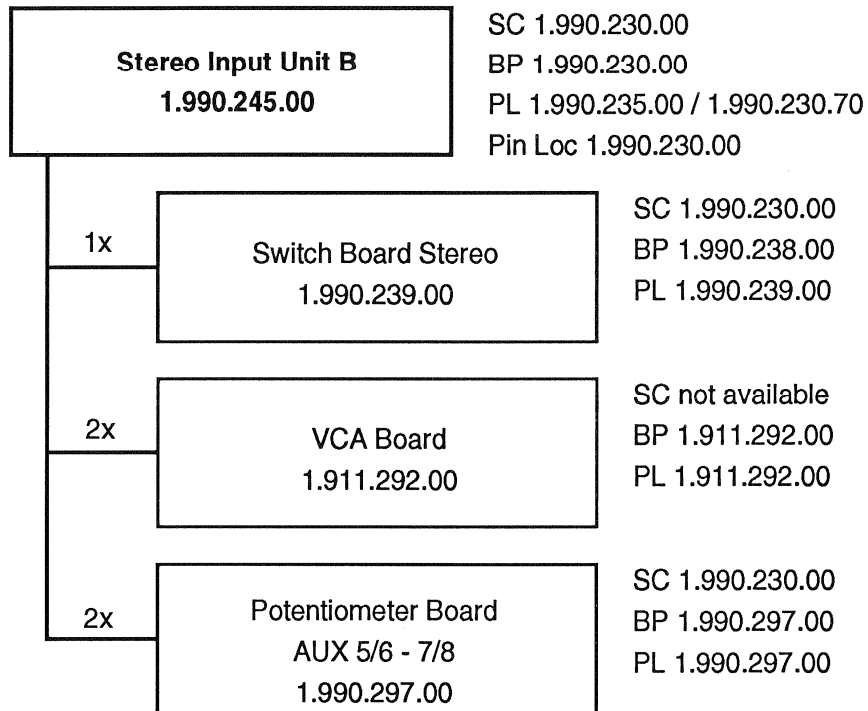 Stereo Input Unit B
1.990.245.00
SC 1.990.230.00
BP 1.990.230.00
PL 1.990.235.00 / 1.990.230.70
Pin Loc 1.990.230.00
1x
Switch Board Stereo
1.990.239.00
SC 1.990.230.00
BP 1.990.238.00
PL 1.990.239.00
2x
VCA Board
1.911.292.00
SC not available
BP 1.911.292.00
PL 1.911.292.00
2x
Potentiometer Board
AUX 5/6 - 7/8
1.990.297.00
SC 1.990.230.00
BP 1.990.297.00
PL 1.990.297.00